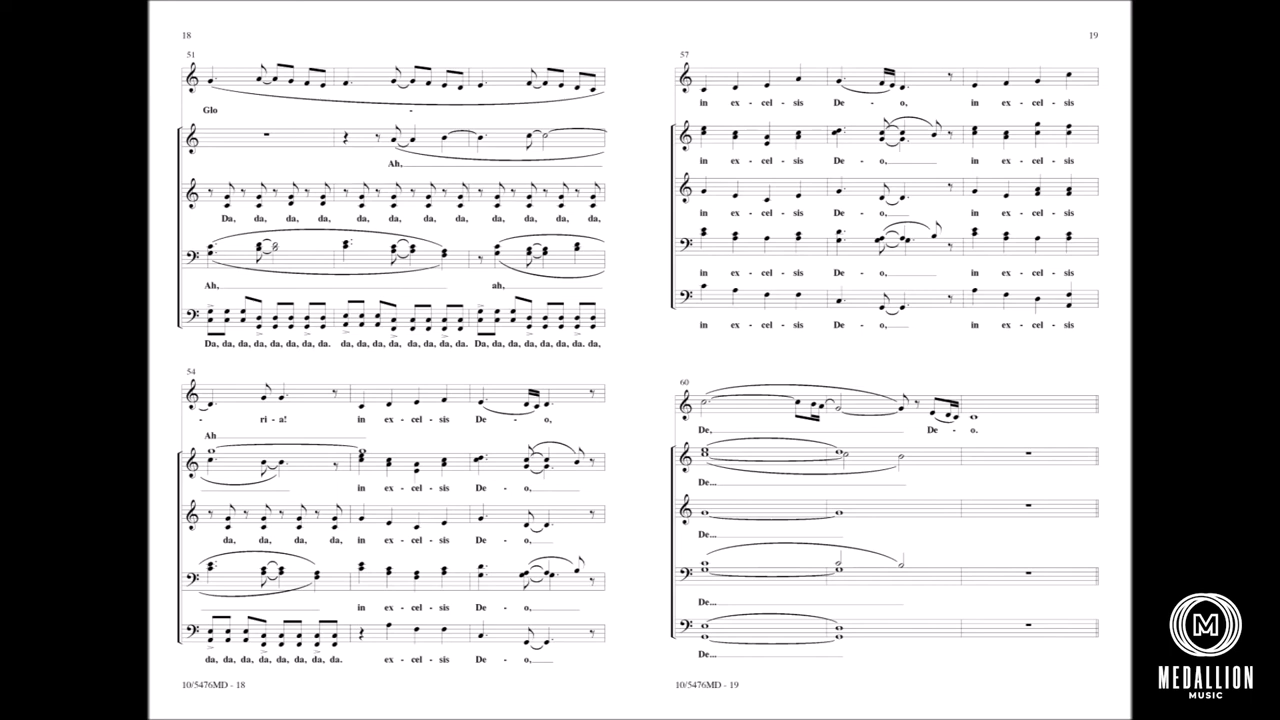 18
51
Glo -
Ah,
Da, da, da, da, da, da, da, da, da, da, da, da,
Ah, ah,
Da, da, da, da, da, da, da, da. da, da, da, da, da, da, da, da. Da, da, da, da, da, da, da. da,
54
- ri - a! in ex - cel - sis De - o,
Ah
in ex - cel - sis De - o,
da, da, da, da, in ex - cel - sis De - o,
in ex - cel - sis De - o,
da, da, da, da, da, da, da, da. ex - cel - sis De - o,
10/5476MD - 18
19
57
in ex - cel - sis De - o, in ex - cel - sis
in ex - cel - sis De - o, in ex - cel - sis
in ex - cel - sis De - o, in ex - cel - sis
in ex - cel - sis De - o, in ex - cel - sis
in ex - cel - sis De - o, in ex - cel - sis
60
De, De - o.
De...
De...
De...
De...
10/5476MD - 19
M
MEDALLION
MUSIC